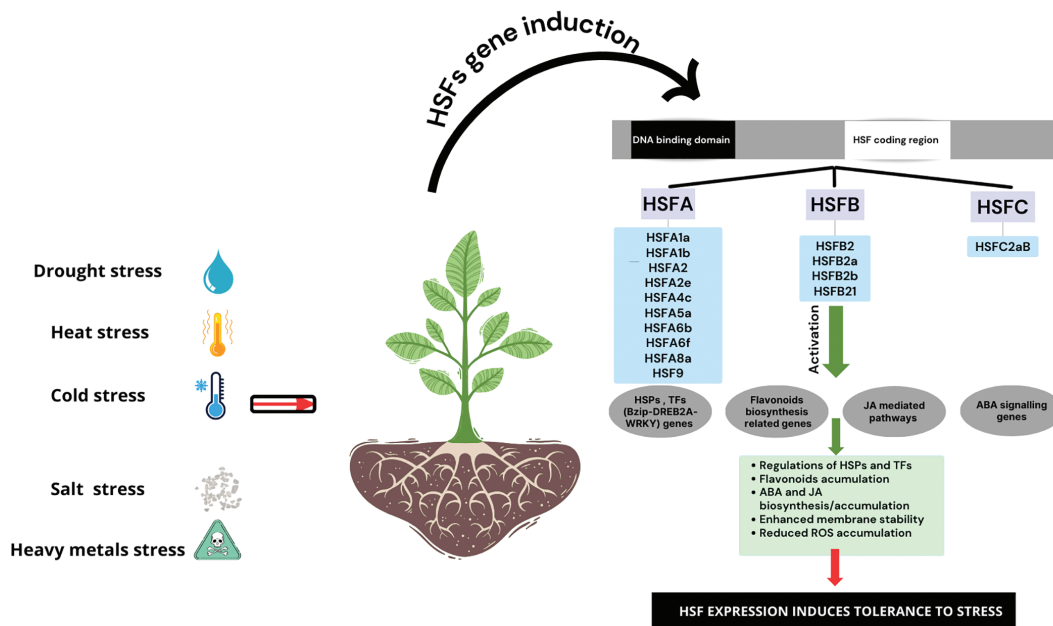 HSFs gene induction
DNA binding domain
HSF coding region
HSFA
HSFB
HSFC
HSFA1a
HSFA1b
HSFA2
HSFA2e
HSFA4c
HSFA5a
HSFA6b
HSFA6f
HSFA8a
HSF9
HSFB2
HSFB2a
HSFB2b
HSFB21
HSFC2aB
Drought stress
Heat stress
Cold stress
Salt stress
Heavy metals stress
Activation
HSPs , TFs
(Bzip-DREB2A-
WRKY) genes
Flavonoids
biosynthesis
related genes
JA mediated
pathways
ABA signalling
genes
• Regulations of HSPs and TFs
• Flavonoids acumulation
• ABA and JA
biosynthesis/accumulation
• Enhanced membrane stability
• Reduced ROS accumulation
HSF EXPRESSION INDUCES TOLERANCE TO STRESS